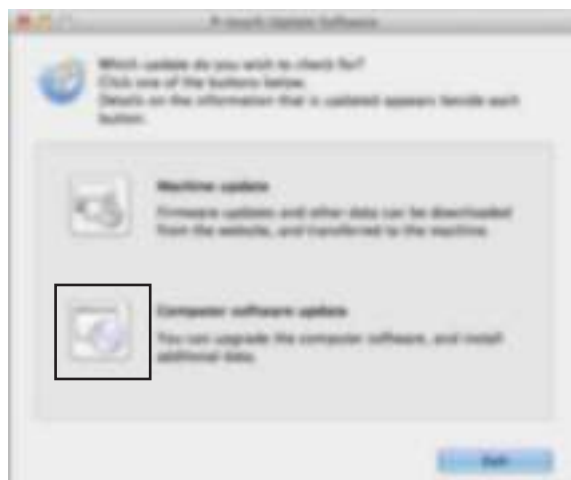 P-touch Update Software
Which update do you wish to check for?
Click one of the buttons below.
Details on the information that is updated appears beside each
button.
Machine update
Firmware updates and other data can be downloaded
from the website, and transferred to the machine.
Computer software update
You can upgrade the computer software, and install
additional data.
Exit